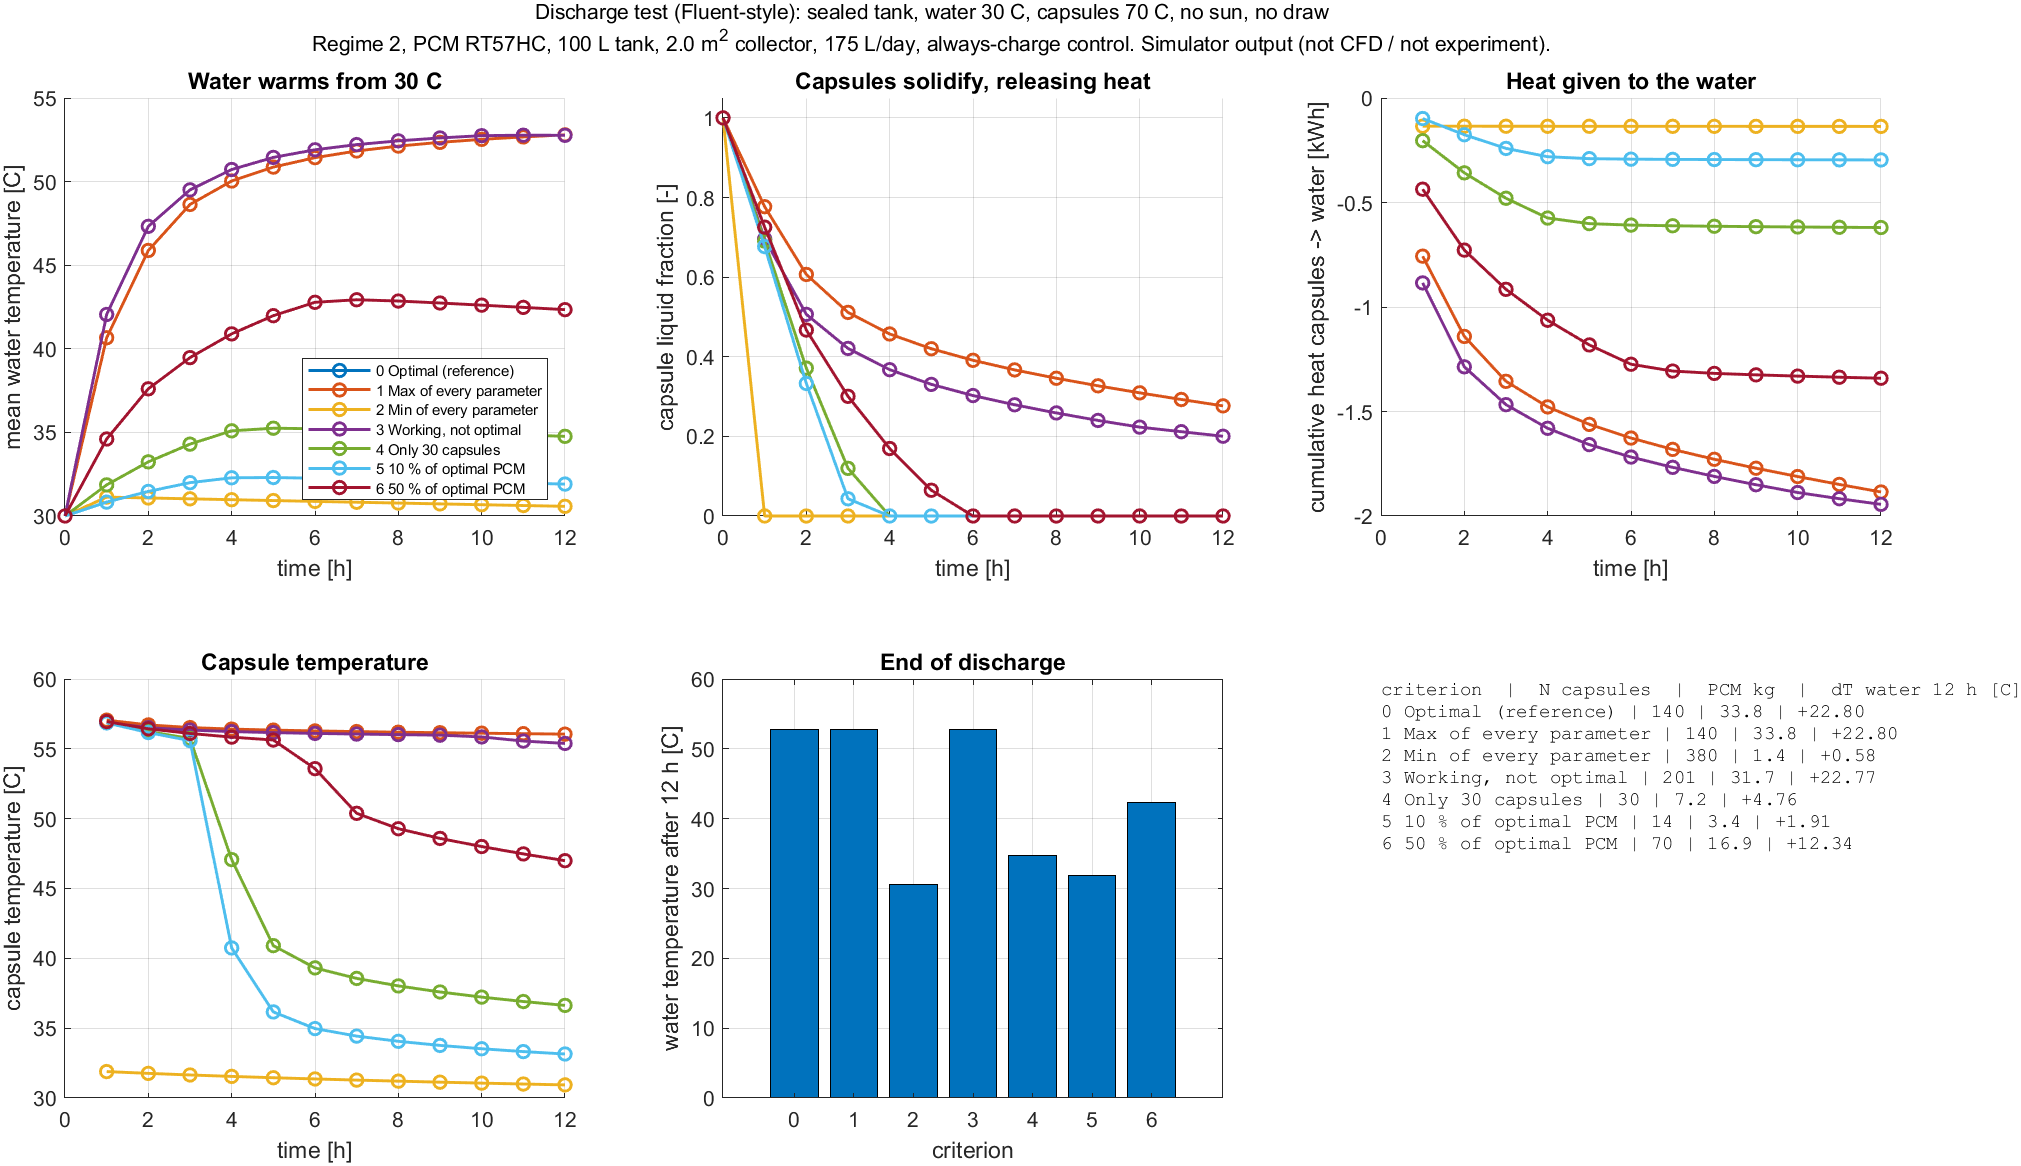 Discharge test (Fluent-style): sealed tank, water 30 C, capsules 70 C, no sun, no draw
Regime 2, PCM RT57HC, 100 L tank, 2.0 m² collector, 175 L/day, always-charge control. Simulator output (not CFD / not experiment).
Water warms from 30 C
mean water temperature [C]
55
50
45
40
35
30
0 2 4 6 8 10 12
time [h]
0 Optimal (reference)
1 Max of every parameter
2 Min of every parameter
3 Working, not optimal
4 Only 30 capsules
5 10 % of optimal PCM
6 50 % of optimal PCM
Capsules solidify, releasing heat
capsule liquid fraction [-]
1
0.8
0.6
0.4
0.2
0
0 2 4 6 8 10 12
time [h]
Heat given to the water
cumulative heat capsules -> water [kWh]
0
-0.5
-1
-1.5
-2
0 2 4 6 8 10 12
time [h]
Capsule temperature
capsule temperature [C]
60
55
50
45
40
35
30
0 2 4 6 8 10 12
time [h]
End of discharge
water temperature after 12 h [C]
60
50
40
30
20
10
0
0 1 2 3 4 5 6
criterion
criterion | N capsules | PCM kg | dT water 12 h [C]
0 Optimal (reference) | 140 | 33.8 | +22.80
1 Max of every parameter | 140 | 33.8 | +22.80
2 Min of every parameter | 380 | 1.4 | +0.58
3 Working, not optimal | 201 | 31.7 | +22.77
4 Only 30 capsules | 30 | 7.2 | +4.76
5 10 % of optimal PCM | 14 | 3.4 | +1.91
6 50 % of optimal PCM | 70 | 16.9 | +12.34